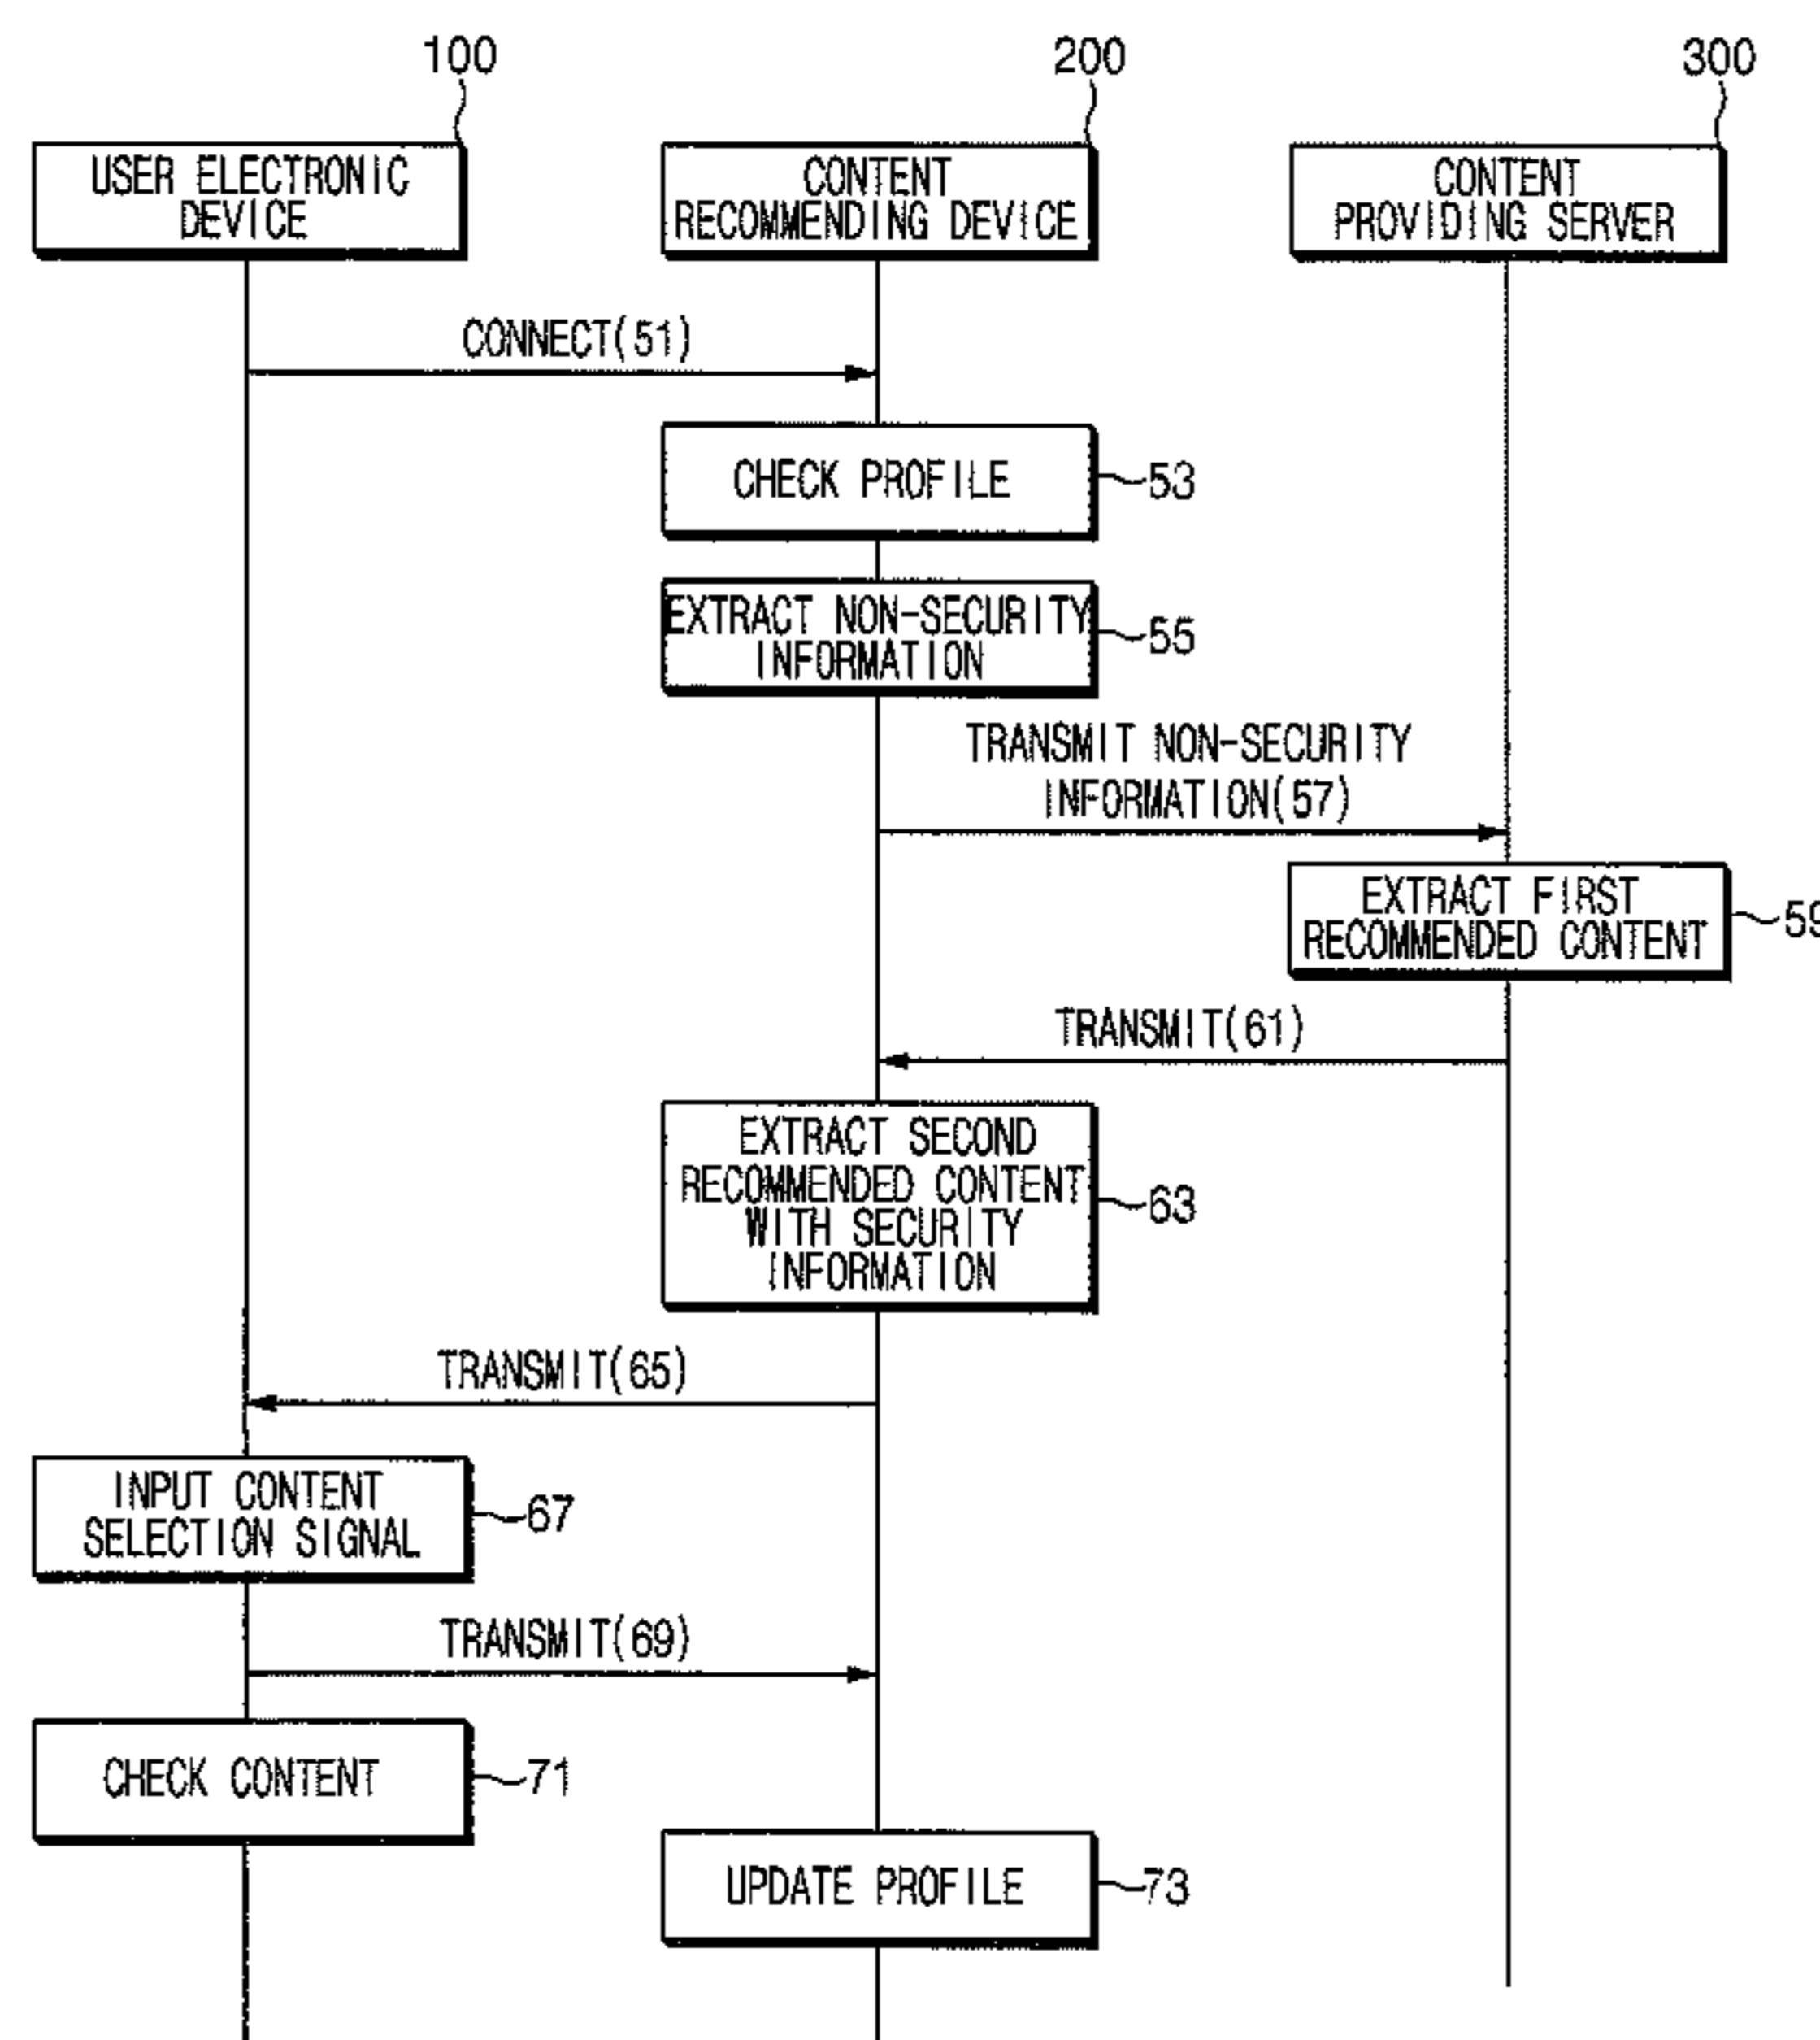 100
200
300
USER ELECTRONIC
DEVICE
CONTENT
RECOMMENDING DEVICE
CONTENT
PROVIDING SERVER
CONNECT(51)
CHECK PROFILE
53
EXTRACT NON-SECURITY
INFORMATION
55
TRANSMIT NON-SECURITY
INFORMATION(57)
EXTRACT FIRST
RECOMMENDED CONTENT
59
TRANSMIT(61)
EXTRACT SECOND
RECOMMENDED CONTENT
WITH SECURITY
INFORMATION
63
TRANSMIT(65)
INPUT CONTENT
SELECTION SIGNAL
67
TRANSMIT(69)
CHECK CONTENT
71
UPDATE PROFILE
73